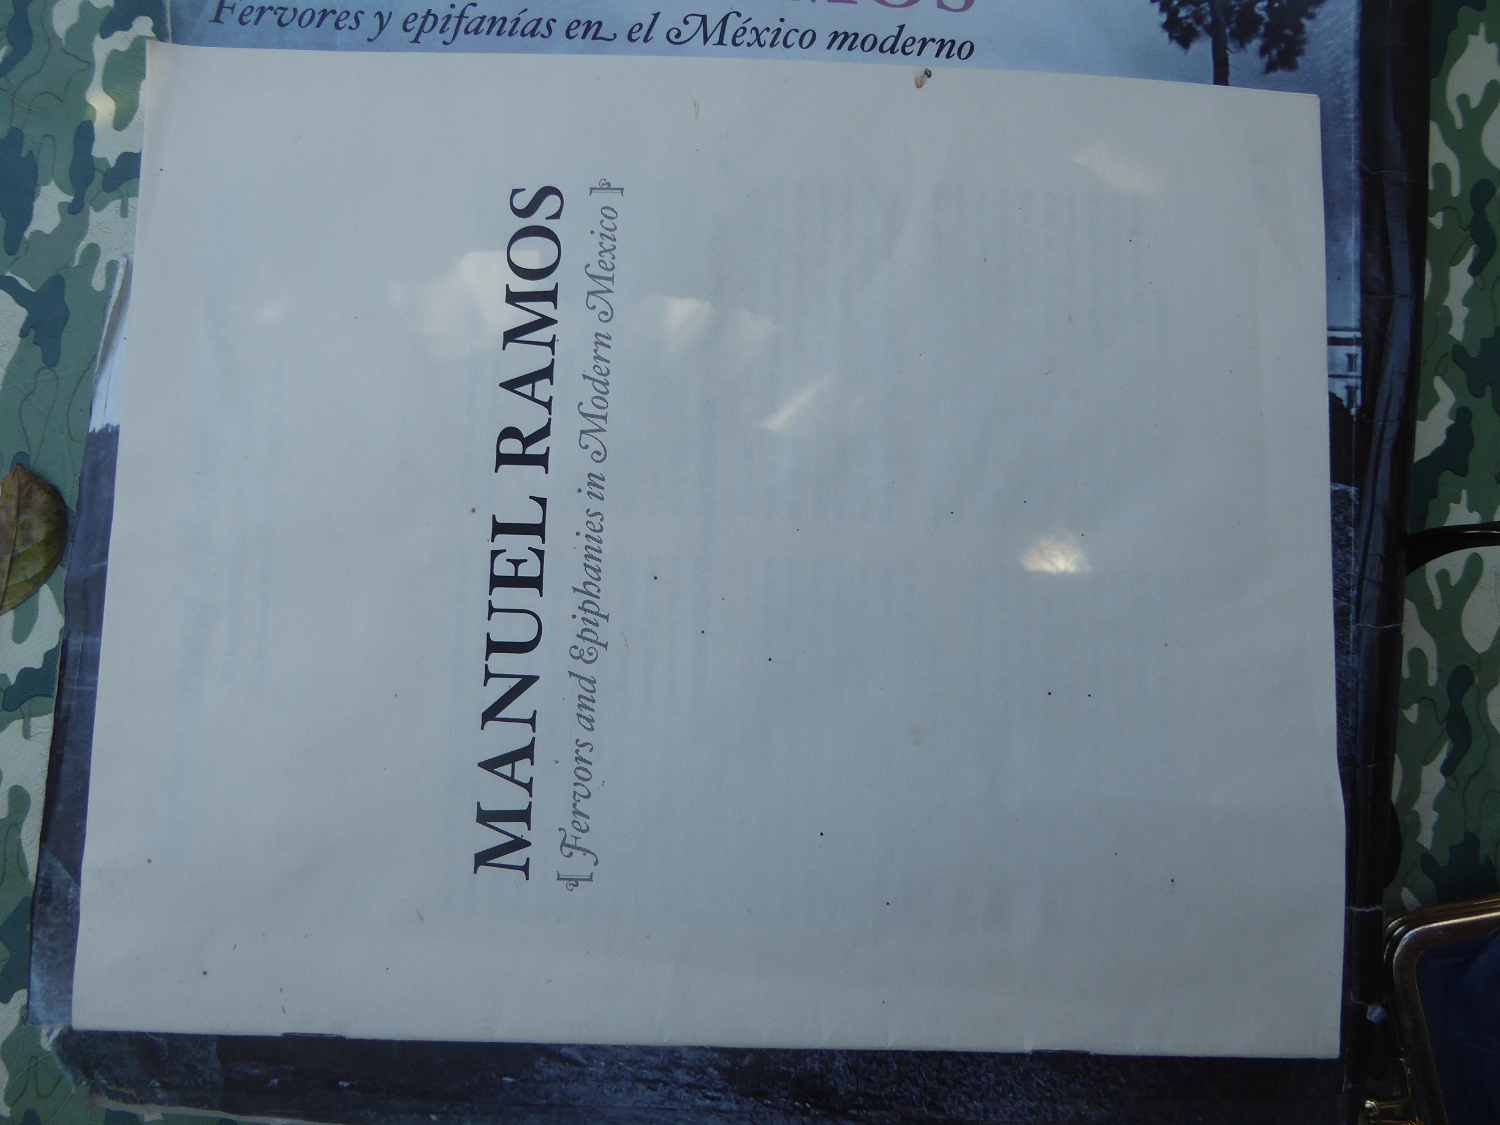 Fervores y epifanías en el México moderno
MANUEL RAMOS
[ Fervors and Epiphanies in Modern Mexico ]